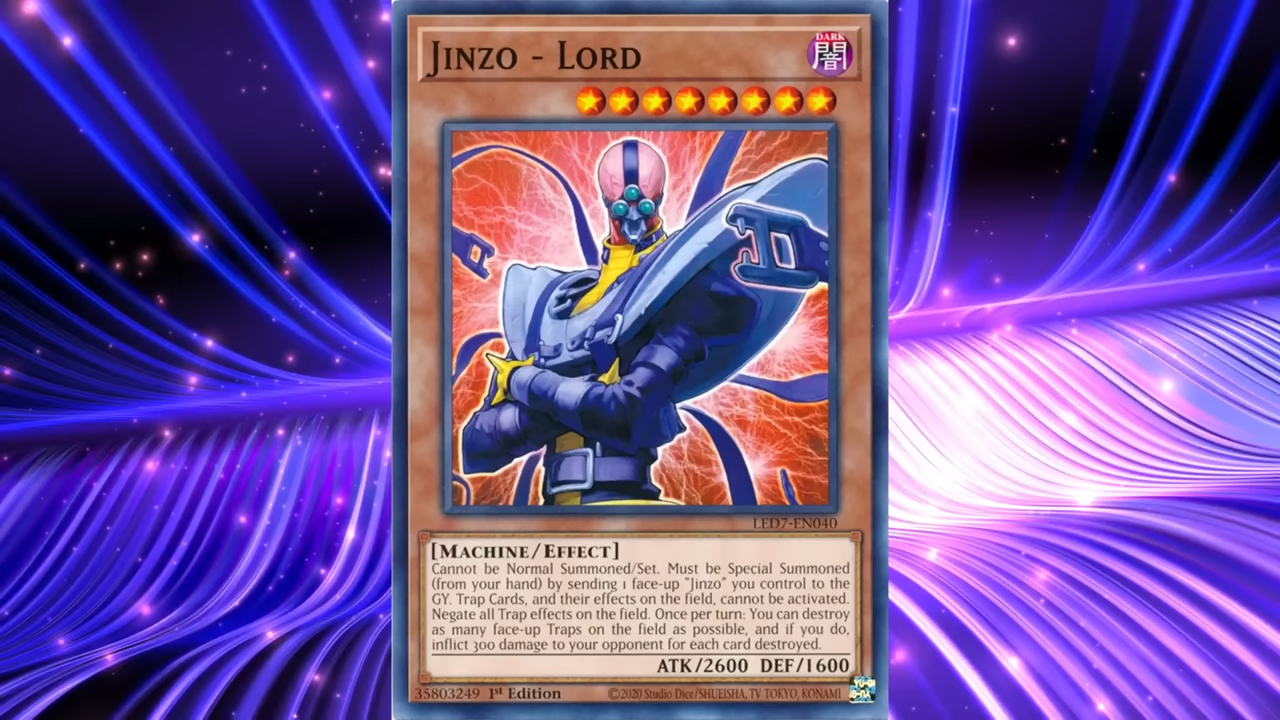 Jinzo - Lord
DARK
闇
LED7-EN040
[Machine/Effect]
Cannot be Normal Summoned/Set. Must be Special Summoned
(from your hand) by sending 1 face-up "Jinzo" you control to the
GY. Trap Cards, and their effects on the field, cannot be activated.
Negate all Trap effects on the field. Once per turn: You can destroy
as many face-up Traps on the field as possible, and if you do,
inflict 300 damage to your opponent for each card destroyed.
ATK/2600 DEF/1600
35803249 1st Edition ©2020 Studio Dice/SHUEISHA, TV TOKYO, KONAMI